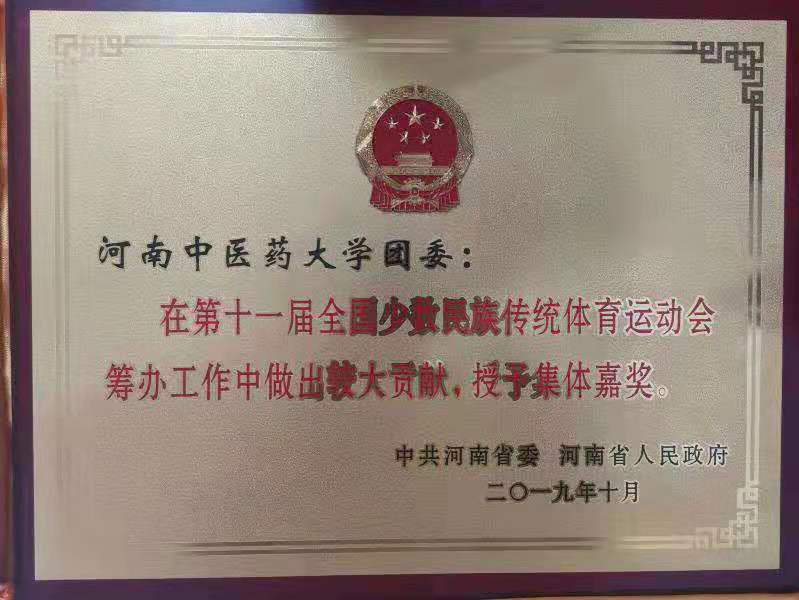 河南中医药大学团委：
在第十一届全国少数民族传统体育运动会
筹办工作中做出较大贡献，授予集体嘉奖。
中共河南省委 河南省人民政府
二〇一九年十月